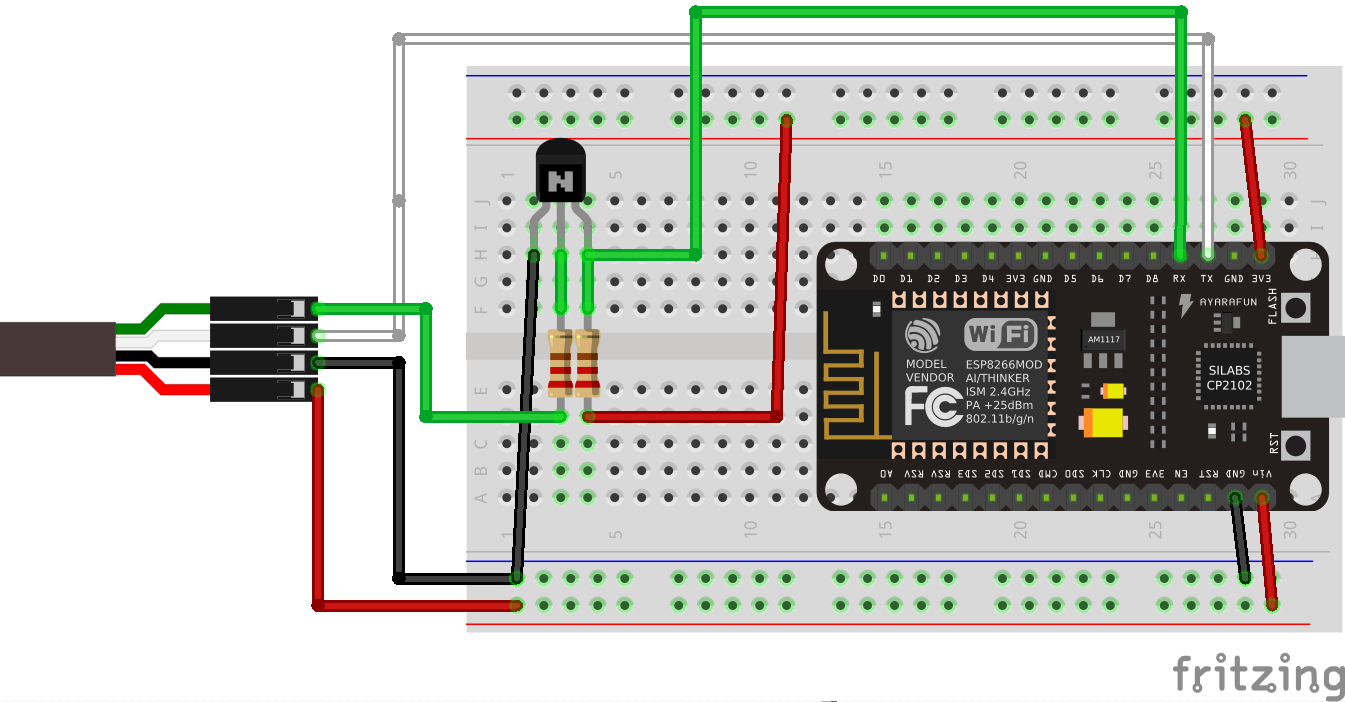 1
5
10
15
20
25
30
J
J
I
I
H
G
F
E
C
B
A
N
D0 D1 D2 D3 D4 3V3 GND D5 D6 D7 D8 RX TX GND 3V3
FLASH
AYARAFUN
AM1117
WiFi
MODEL
VENDOR
ESP8266MOD
AI/THINKER
ISM 2.4GHz
PA +25dBm
802.11b/g/n
FC
SILABS
CP2102
RST
A0 RSV RSV SD3 SD2 SD1 CMD SD0 CLK GND 3V3 EN RST GND Vin
1
5
10
15
20
25
30
fritzing